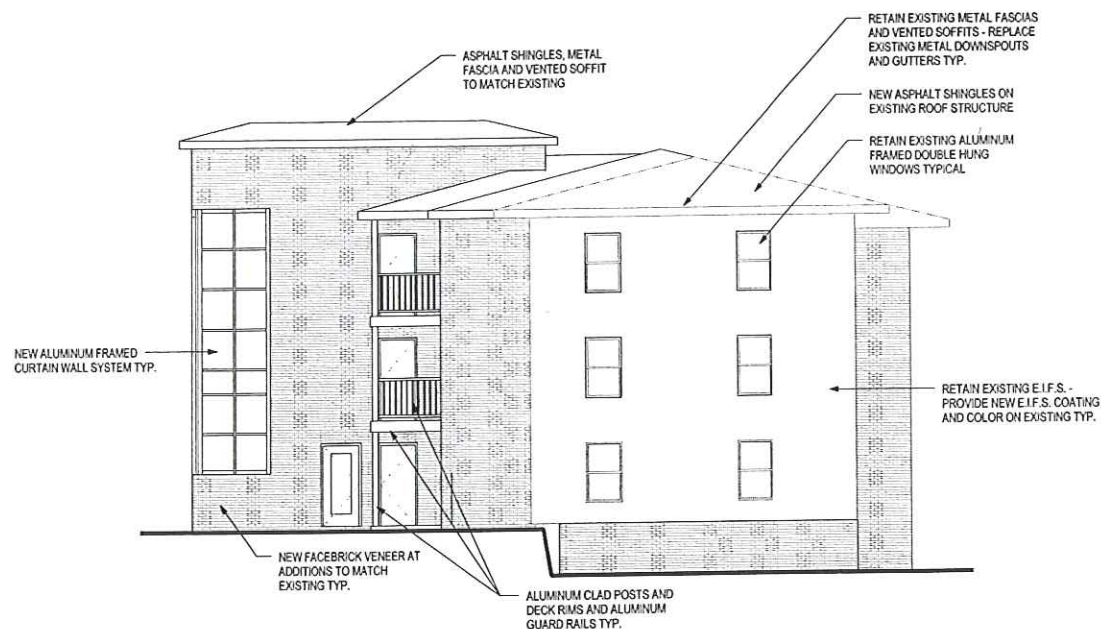 RETAIN EXISTING METAL FASCIAS
AND VENTED SOFFITS - REPLACE
EXISTING METAL DOWNSPOUTS
AND GUTTERS TYP.
ASPHALT SHINGLES, METAL
FASCIA AND VENTED SOFFIT
TO MATCH EXISTING
NEW ASPHALT SHINGLES ON
EXISTING ROOF STRUCTURE
RETAIN EXISTING ALUMINUM
FRAMED DOUBLE HUNG
WINDOWS TYPICAL
NEW ALUMINUM FRAMED
CURTAIN WALL SYSTEM TYP.
RETAIN EXISTING E.I.F.S. -
PROVIDE NEW E.I.F.S. COATING
AND COLOR ON EXISTING TYP.
NEW FACEBRICK VENEER AT
ADDITIONS TO MATCH
EXISTING TYP.
ALUMINUM CLAD POSTS AND
DECK RIMS AND ALUMINUM
GUARD RAILS TYP.